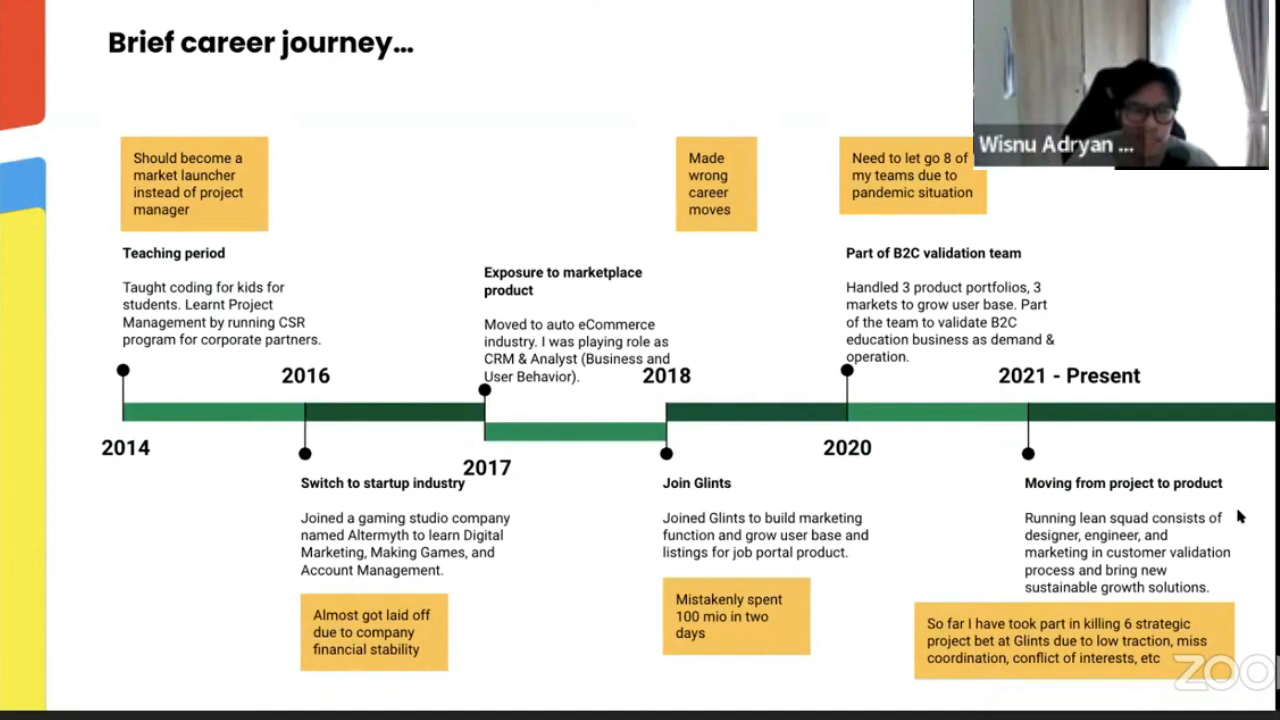 Brief career journey...
Wisnu Adryan ...
Should become a
market launcher
instead of project
manager
Made
wrong
career
moves
Need to let go 8 of
my teams due to
pandemic situation
Teaching period
Taught coding for kids for
students. Learnt Project
Management by running CSR
program for corporate partners.
Exposure to marketplace
product
Moved to auto eCommerce
industry. I was playing role as
CRM & Analyst (Business and
User Behavior).
Part of B2C validation team
Handled 3 product portfolios, 3
markets to grow user base. Part
of the team to validate B2C
education business as demand &
operation.
2016
2018
2021 - Present
2014
2017
2020
Switch to startup industry
Joined a gaming studio company
named Altermyth to learn Digital
Marketing, Making Games, and
Account Management.
Almost got laid off
due to company
financial stability
Join Glints
Joined Glints to build marketing
function and grow user base and
listings for job portal product.
Mistakenly spent
100 mio in two
days
Moving from project to product
Running lean squad consists of
designer, engineer, and
marketing in customer validation
process and bring new
sustainable growth solutions.
So far I have took part in killing 6 strategic
project bet at Glints due to low traction, miss
coordination, conflict of interests, etc
zoo